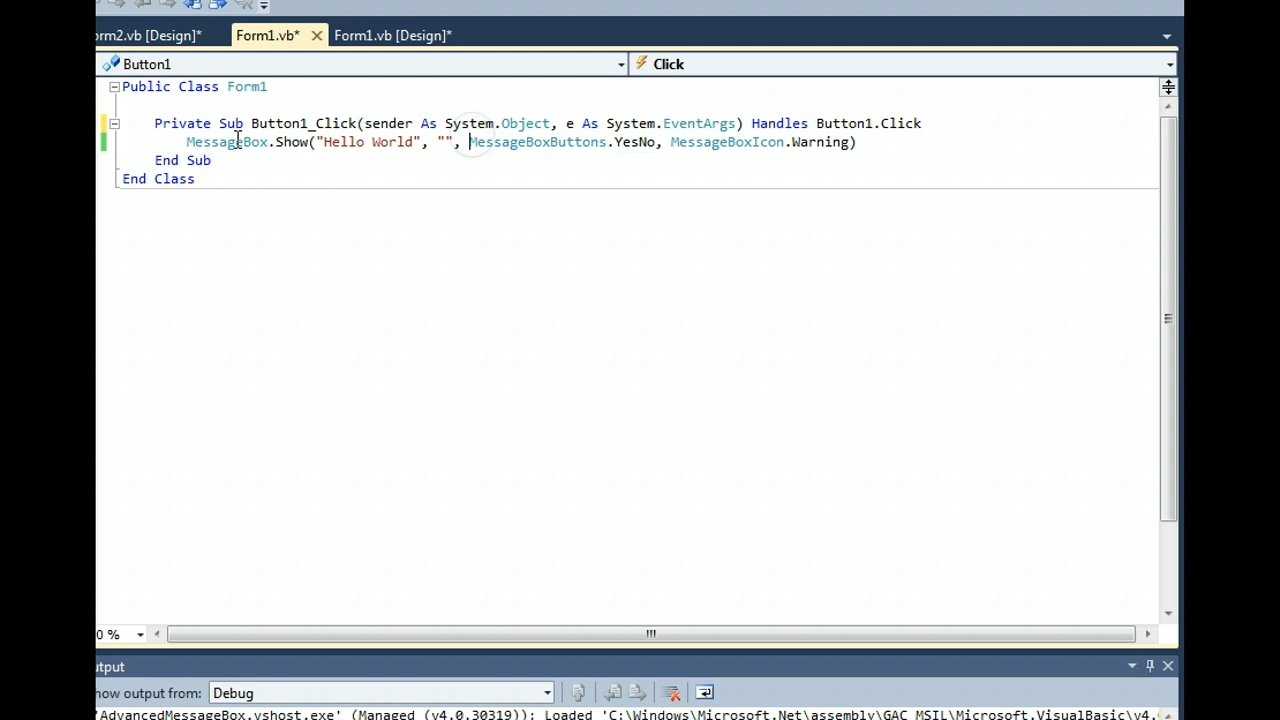 orm2.vb [Design]* Form1.vb* Form1.vb [Design]*
Button1 Click
Public Class Form1
Private Sub Button1_Click(sender As System.Object, e As System.EventArgs) Handles Button1.Click
MessageBox.Show("Hello World", "", MessageBoxButtons.YesNo, MessageBoxIcon.Warning)
End Sub
End Class
0 %
utput
how output from: Debug
'AdvancedMessageBox.vshost.exe' (Managed (v4.0.30319)): Loaded 'C:\Windows\Microsoft.Net\assembly\GAC_MSIL\Microsoft.VisualBasic\v4.